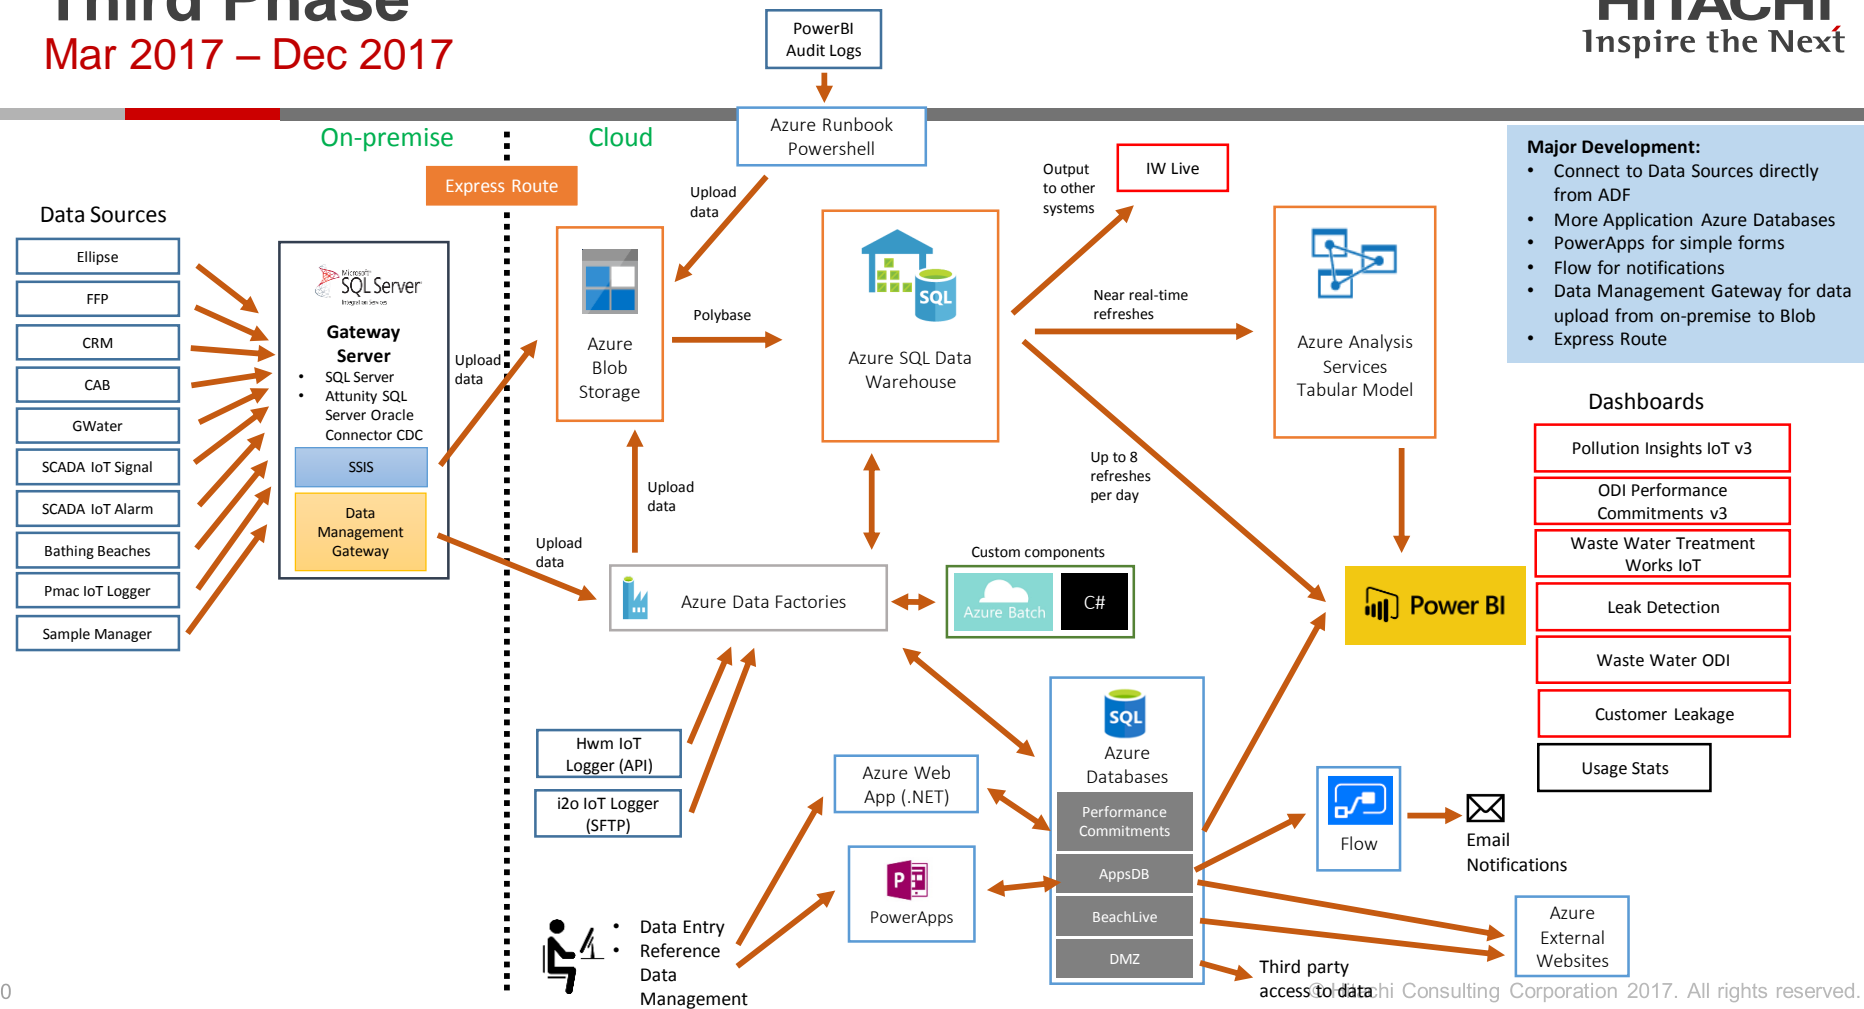 Third Phase
Mar 2017 – Dec 2017
HITACHI
Inspire the Next
PowerBI
Audit Logs
Azure Runbook
Powershell
On-premise
Cloud
Express Route
Data Sources
Ellipse
FFP
CRM
CAB
GWater
SCADA IoT Signal
SCADA IoT Alarm
Bathing Beaches
Pmac IoT Logger
Sample Manager
Microsoft
SQL Server
Integration Services
Gateway
Server
• SQL Server
• Attunity SQL
Server Oracle
Connector CDC
SSIS
Data
Management
Gateway
Upload
data
Upload
data
Upload
data
Upload
data
Azure
Blob
Storage
Polybase
SQL
Azure SQL Data
Warehouse
Output
to other
systems
IW Live
Near real-time
refreshes
Azure Analysis
Services
Tabular Model
Up to 8
refreshes
per day
Major Development:
• Connect to Data Sources directly
from ADF
• More Application Azure Databases
• PowerApps for simple forms
• Flow for notifications
• Data Management Gateway for data
upload from on-premise to Blob
• Express Route
Dashboards
Pollution Insights IoT v3
ODI Performance
Commitments v3
Waste Water Treatment
Works IoT
Leak Detection
Waste Water ODI
Customer Leakage
Usage Stats
Power BI
Azure Data Factories
Custom components
Azure Batch
C#
Hwm IoT
Logger (API)
i2o IoT Logger
(SFTP)
Azure Web
App (.NET)
P
PowerApps
SQL
Azure
Databases
Performance
Commitments
AppsDB
BeachLive
DMZ
Flow
Email
Notifications
Azure
External
Websites
Third party
access to data
• Data Entry
• Reference
Data
Management
0
© Hitachi Consulting Corporation 2017. All rights reserved.